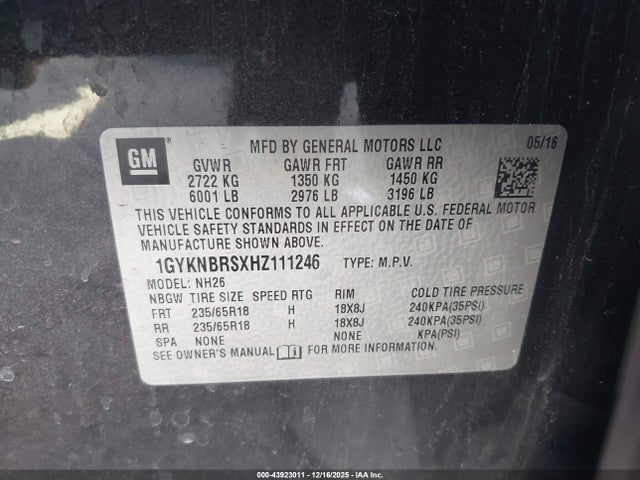 GM
MFD BY GENERAL MOTORS LLC 05/16
GVWR GAWR FRT GAWR RR
2722 KG 1350 KG 1450 KG
6001 LB 2976 LB 3196 LB
THIS VEHICLE CONFORMS TO ALL APPLICABLE U.S. FEDERAL MOTOR
VEHICLE SAFETY STANDARDS IN EFFECT ON THE DATE OF
MANUFACTURE SHOWN ABOVE.
1GYKNBRSXHZ111246 TYPE: M.P.V.
MODEL: NH26
NBGW TIRE SIZE SPEED RTG RIM COLD TIRE PRESSURE
FRT 235/65R18 H 18X8J 240KPA(35PSI)
RR 235/65R18 H 18X8J 240KPA(35PSI)
SPA NONE NONE KPA(PSI)
SEE OWNER'S MANUAL FOR MORE INFORMATION.
000-43923011 - 12/16/2025 - IAA Inc.